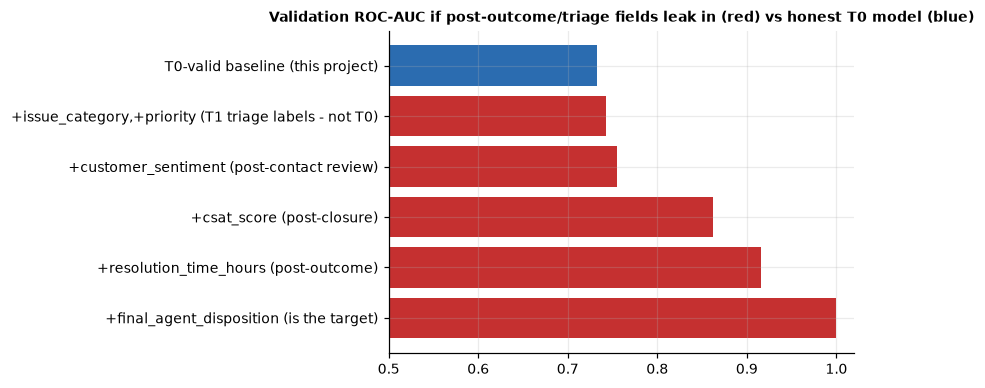 Validation ROC-AUC if post-outcome/triage fields leak in (red) vs honest T0 model (blue)
T0-valid baseline (this project)
+issue_category,+priority (T1 triage labels - not T0)
+customer_sentiment (post-contact review)
+csat_score (post-closure)
+resolution_time_hours (post-outcome)
+final_agent_disposition (is the target)
0.5 0.6 0.7 0.8 0.9 1.0